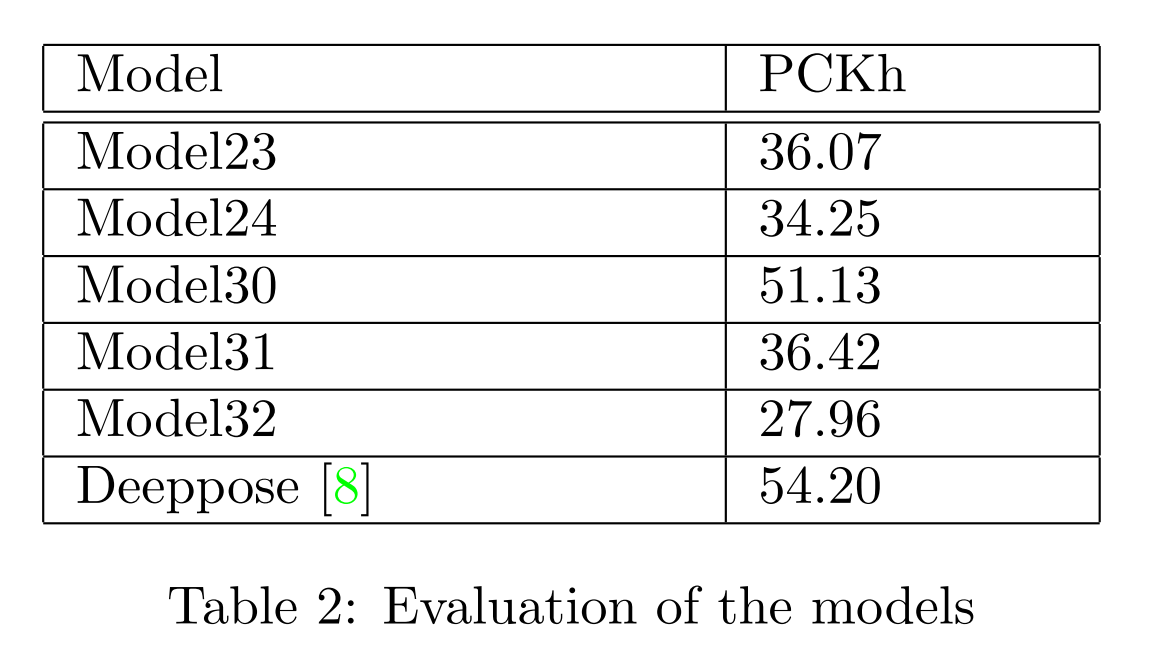 Model PCKh
Model23 36.07
Model24 34.25
Model30 51.13
Model31 36.42
Model32 27.96
Deeppose [8] 54.20
Table 2: Evaluation of the models